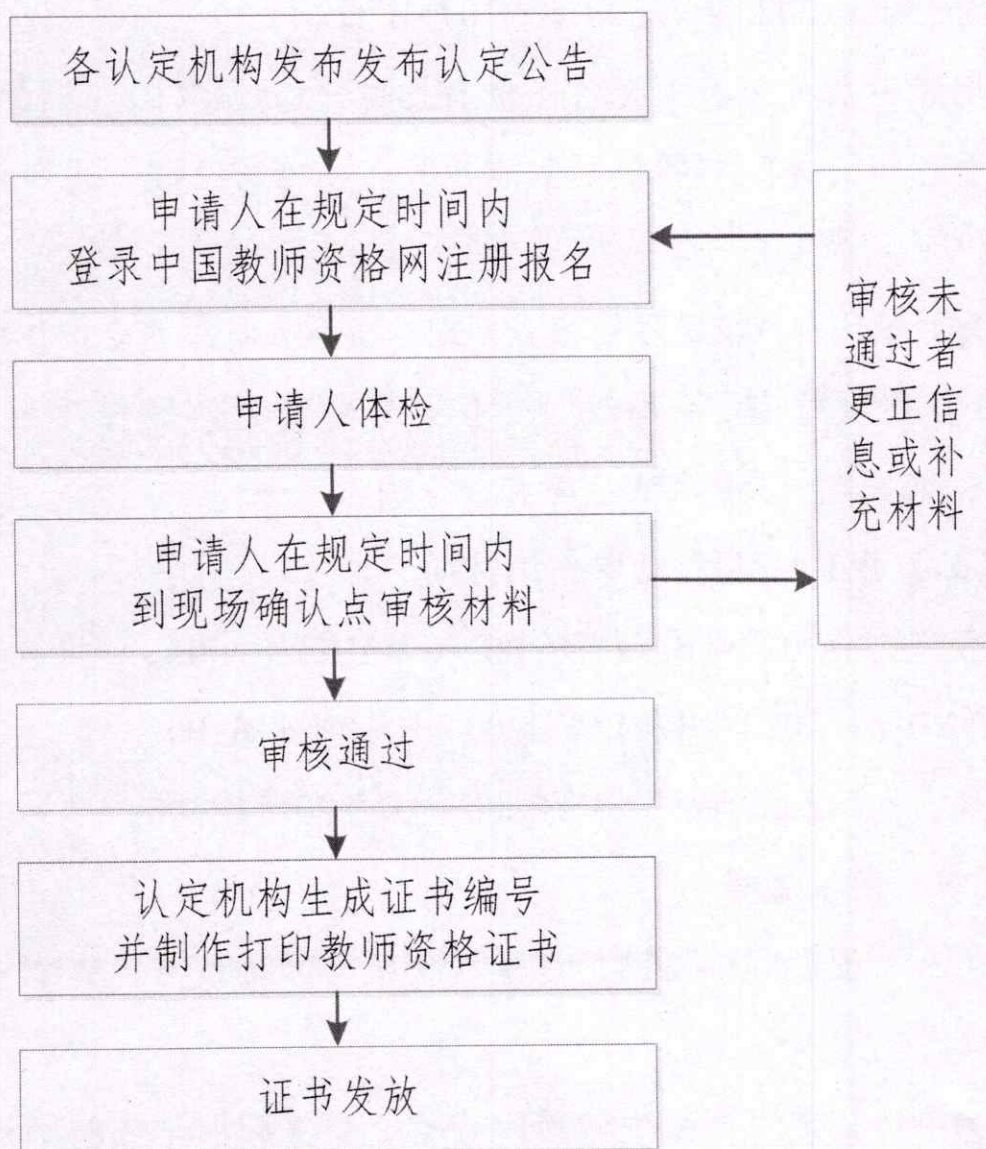 各认定机构发布发布认定公告
申请人在规定时间内
登录中国教师资格网注册报名
审核未
通过者
更正信
息或补
充材料
申请人体检
申请人在规定时间内
到现场确认点审核材料
审核通过
认定机构生成证书编号
并制作打印教师资格证书
证书发放